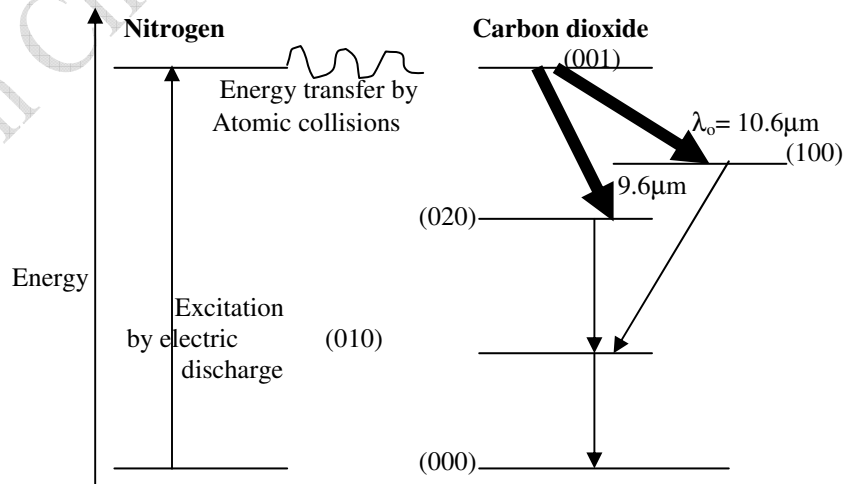 Nitrogen
Carbon dioxide
(001)
Energy transfer by
Atomic collisions
λₒ= 10.6μm
(100)
9.6μm
(020)
Energy
Excitation
by electric
(010)
discharge
(000)